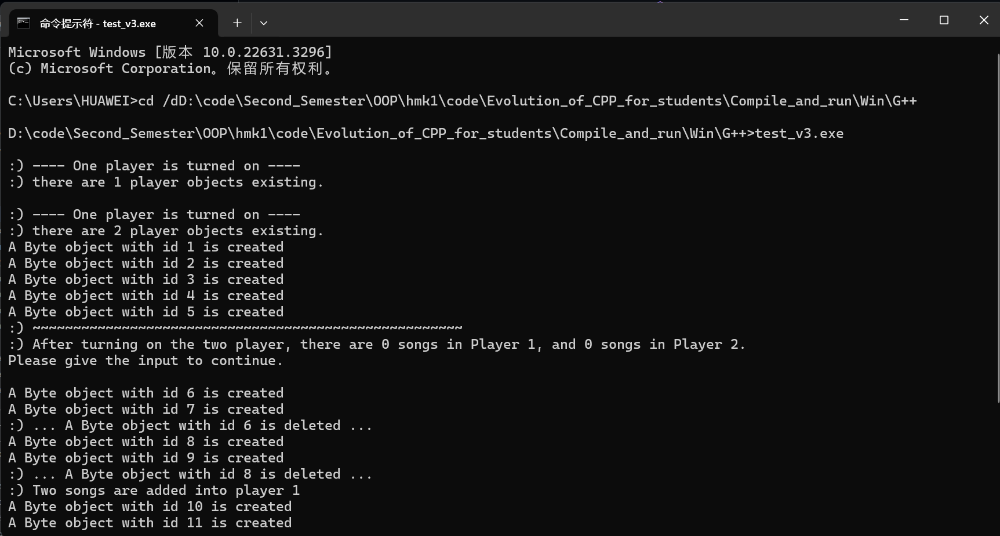 命令提示符 - test_v3.exe
Microsoft Windows [版本 10.0.22631.3296]
(c) Microsoft Corporation。保留所有权利。
C:\Users\HUAWEI>cd /dD:\code\Second_Semester\OOP\hmk1\code\Evolution_of_CPP_for_students\Compile_and_run\Win\G++
D:\code\Second_Semester\OOP\hmk1\code\Evolution_of_CPP_for_students\Compile_and_run\Win\G++>test_v3.exe
:) ---- One player is turned on ----
:) there are 1 player objects existing.
:) ---- One player is turned on ----
:) there are 2 player objects existing.
A Byte object with id 1 is created
A Byte object with id 2 is created
A Byte object with id 3 is created
A Byte object with id 4 is created
A Byte object with id 5 is created
:) ~~~~~~~~~~~~~~~~~~~~~~~~~~~~~~~~~~~~~~~~~~~~~~~~~~~~~
:) After turning on the two player, there are 0 songs in Player 1, and 0 songs in Player 2.
Please give the input to continue.
A Byte object with id 6 is created
A Byte object with id 7 is created
:) ... A Byte object with id 6 is deleted ...
A Byte object with id 8 is created
A Byte object with id 9 is created
:) ... A Byte object with id 8 is deleted ...
:) Two songs are added into player 1
A Byte object with id 10 is created
A Byte object with id 11 is created